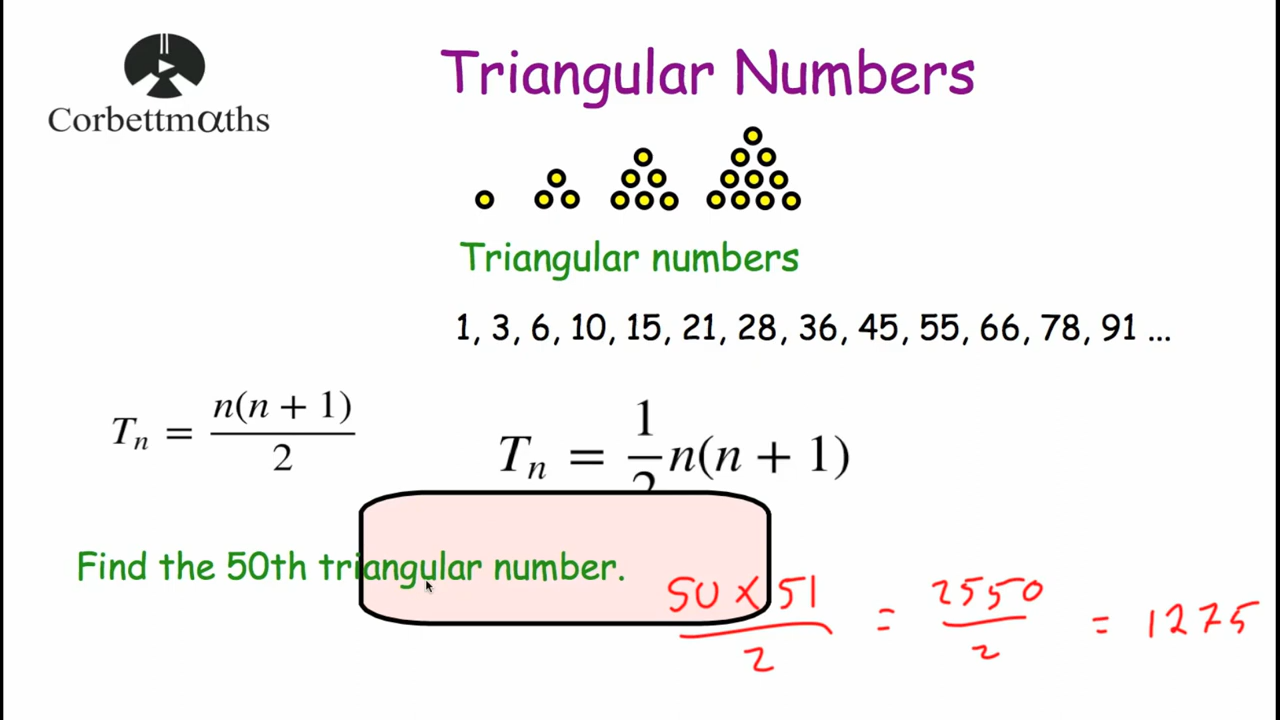 Triangular Numbers
Corbettmαths
Triangular numbers
1, 3, 6, 10, 15, 21, 28, 36, 45, 55, 66, 78, 91 ...
Tₙ = n(n + 1)/2
Tₙ = 1/2 n(n + 1)
Find the 50th triangular number.
50 × 51/2 = 2550/2 = 1275